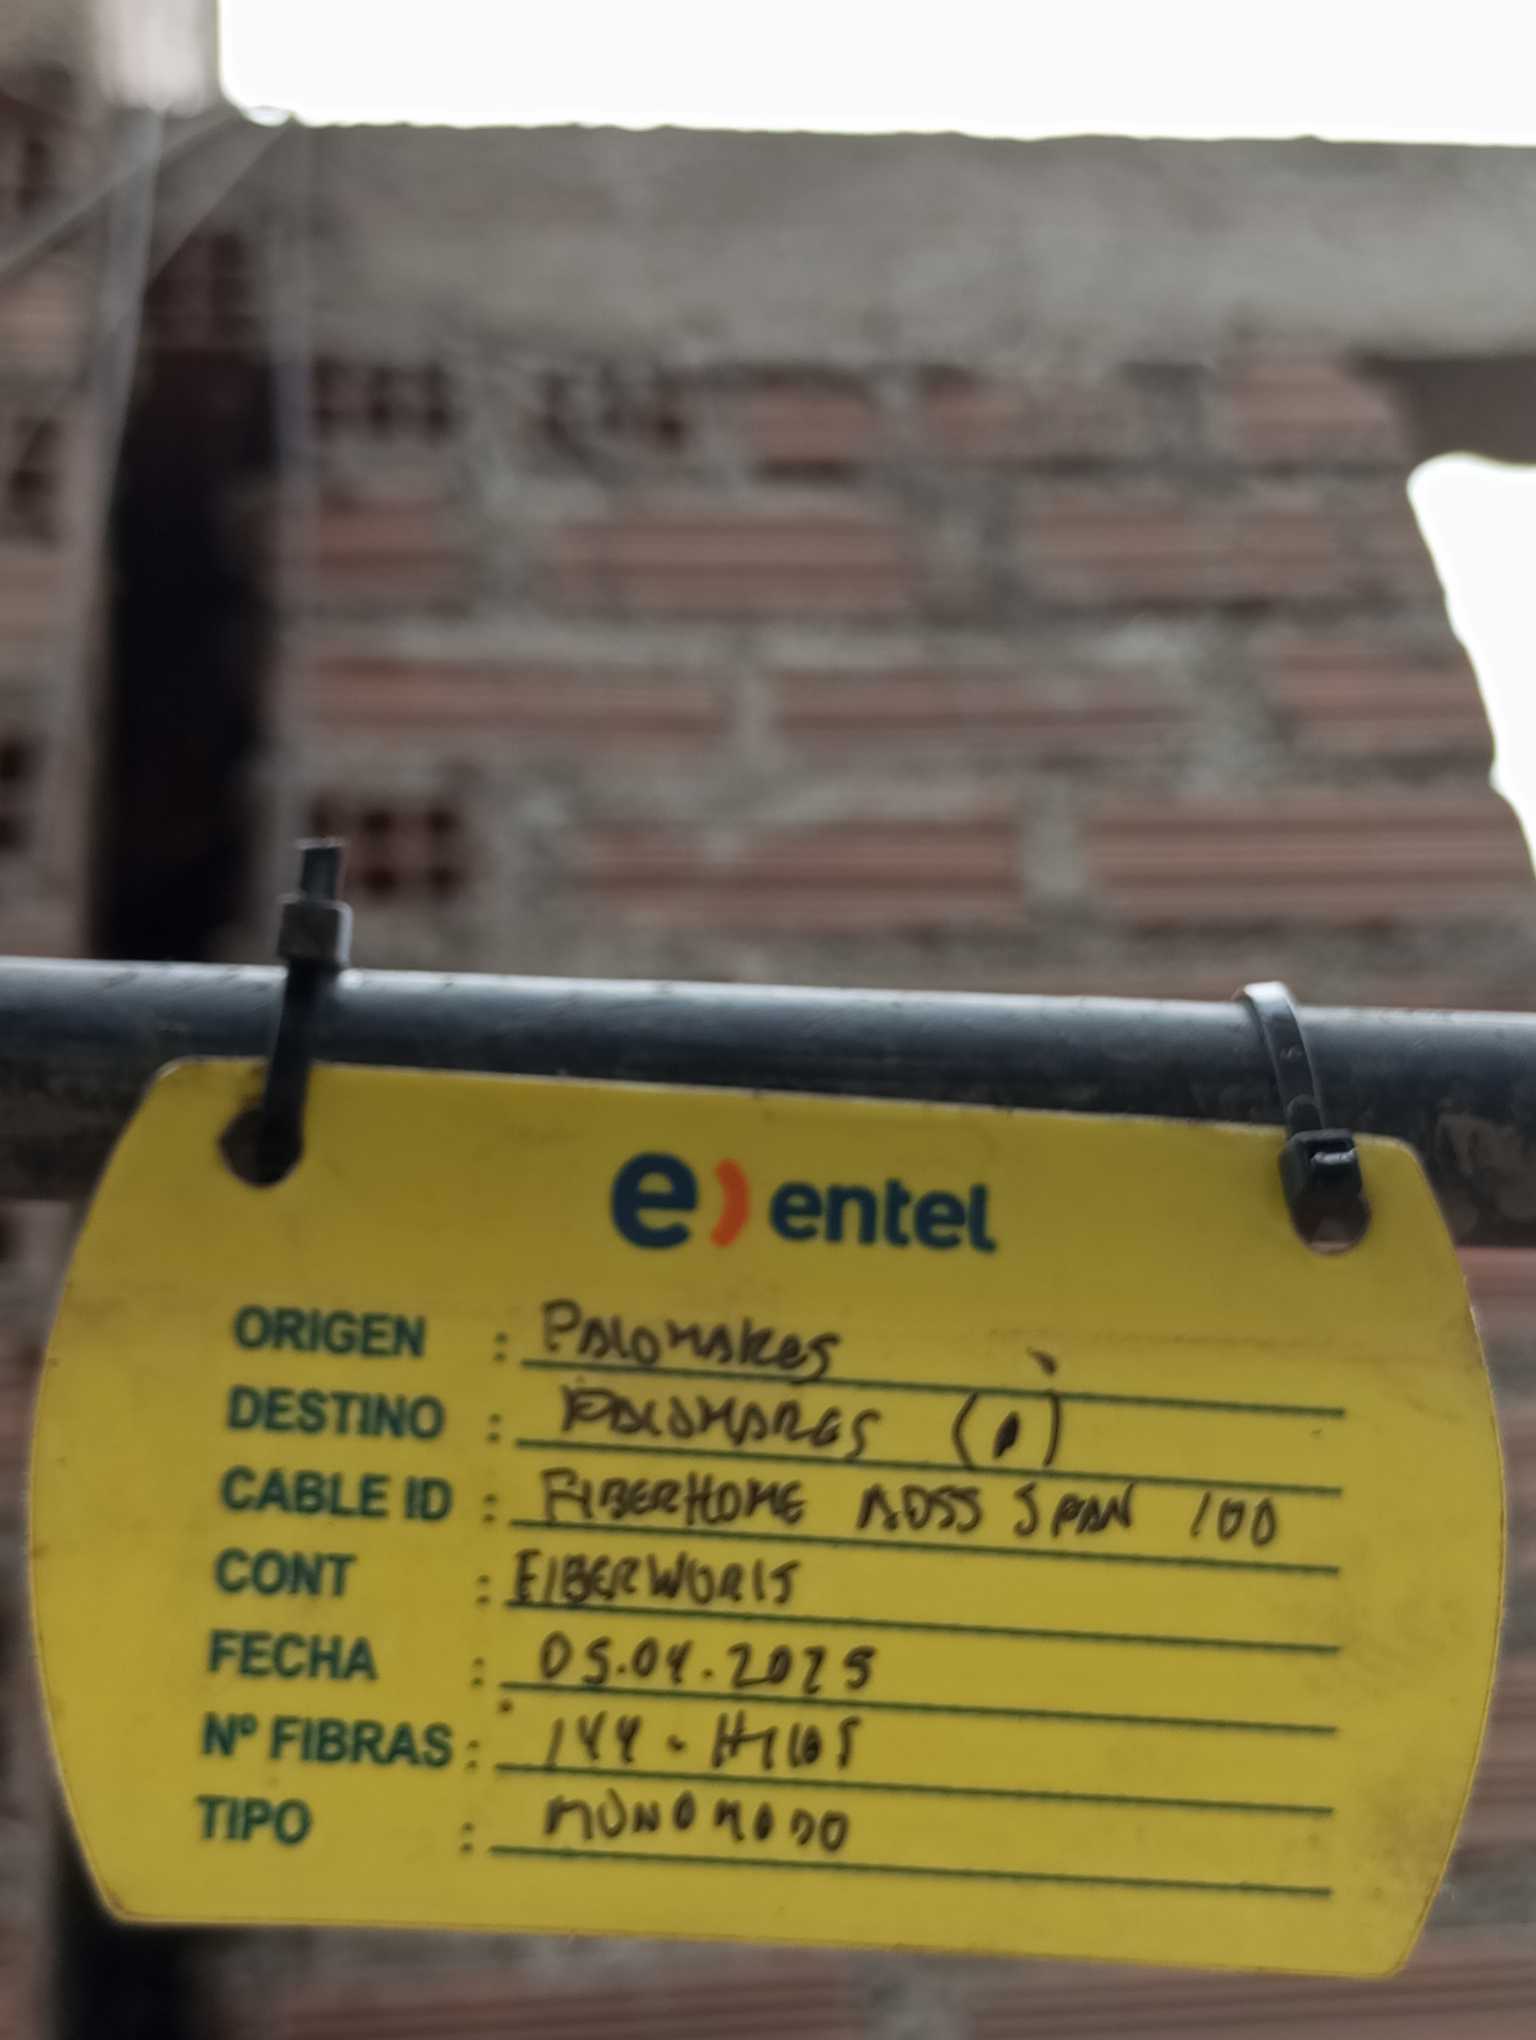 e) entel
ORIGEN : PALOMARES
DESTINO : PALOMARES ( )
CABLE ID : FIBERHOME ADSS SPAN 100
CONT : FIBERWORIS
FECHA : 05.04.2025
Nº FIBRAS : 144 - HILOS
TIPO : MONOMODO